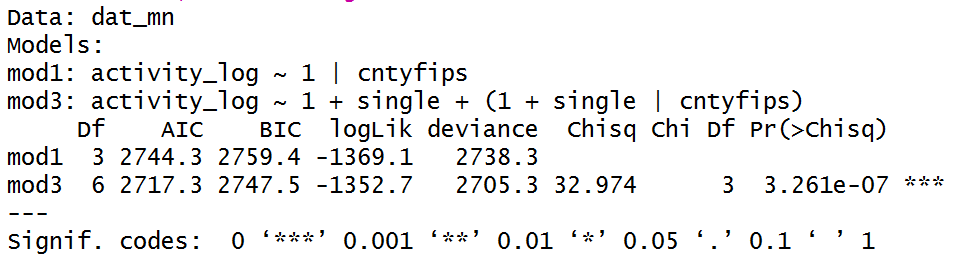 Data: dat_mn
Models:
mod1: activity_log ~ 1 | cntyfips
mod3: activity_log ~ 1 + single + (1 + single | cntyfips)
     Df    AIC    BIC  logLik deviance  Chisq Chi Df Pr(>Chisq)
mod1  3 2744.3 2759.4 -1369.1   2738.3
mod3  6 2717.3 2747.5 -1352.7   2705.3 32.974      3  3.261e-07 ***
---
Signif. codes:  0 ‘***’ 0.001 ‘**’ 0.01 ‘*’ 0.05 ‘.’ 0.1 ‘ ’ 1